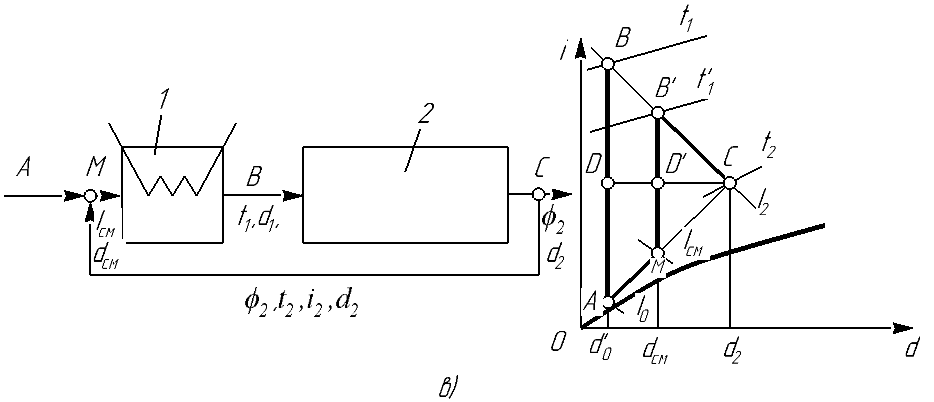 1
2
A
M
B
C
t₁, d₁,
Iсм
dсм
ϕ₂
d₂
ϕ₂, t₂, i₂, d₂
i
B
t₁
B'
t'₁
D
D'
C
t₂
I₂
Iсм
M
A
I₀
O
d''₀
dсм
d₂
d
в)